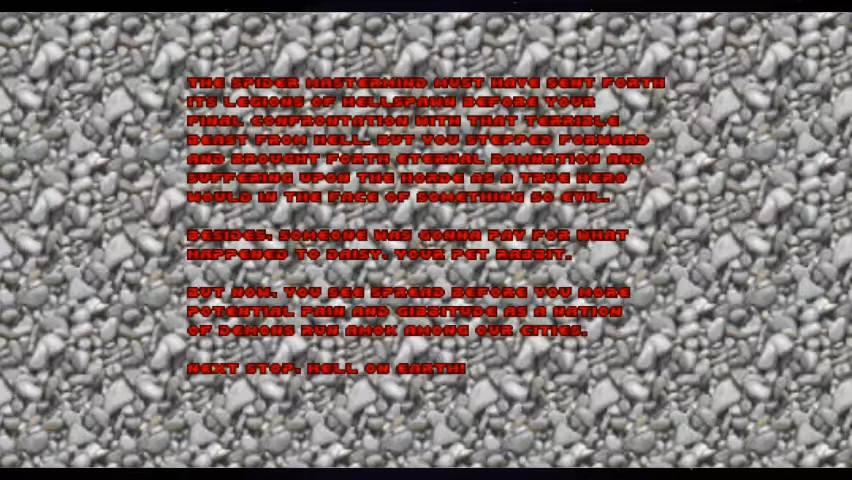 THE SPIDER MASTERMIND MUST HAVE SENT FORTH
ITS LEGIONS OF HELLSPAWN BEFORE YOUR
FINAL CONFRONTATION WITH THAT TERRIBLE
BEAST FROM HELL. BUT YOU STEPPED FORWARD
AND BROUGHT FORTH ETERNAL DAMNATION AND
SUFFERING UPON THE HORDE AS A TRUE HERO
WOULD IN THE FACE OF SOMETHING SO EVIL.
BESIDES, SOMEONE WAS GONNA PAY FOR WHAT
HAPPENED TO DAISY, YOUR PET RABBIT.
BUT NOW, YOU SEE SPREAD BEFORE YOU MORE
POTENTIAL PAIN AND GIBBITUDE AS A NATION
OF DEMONS RUN AMOK AMONG OUR CITIES.
NEXT STOP, HELL ON EARTH!